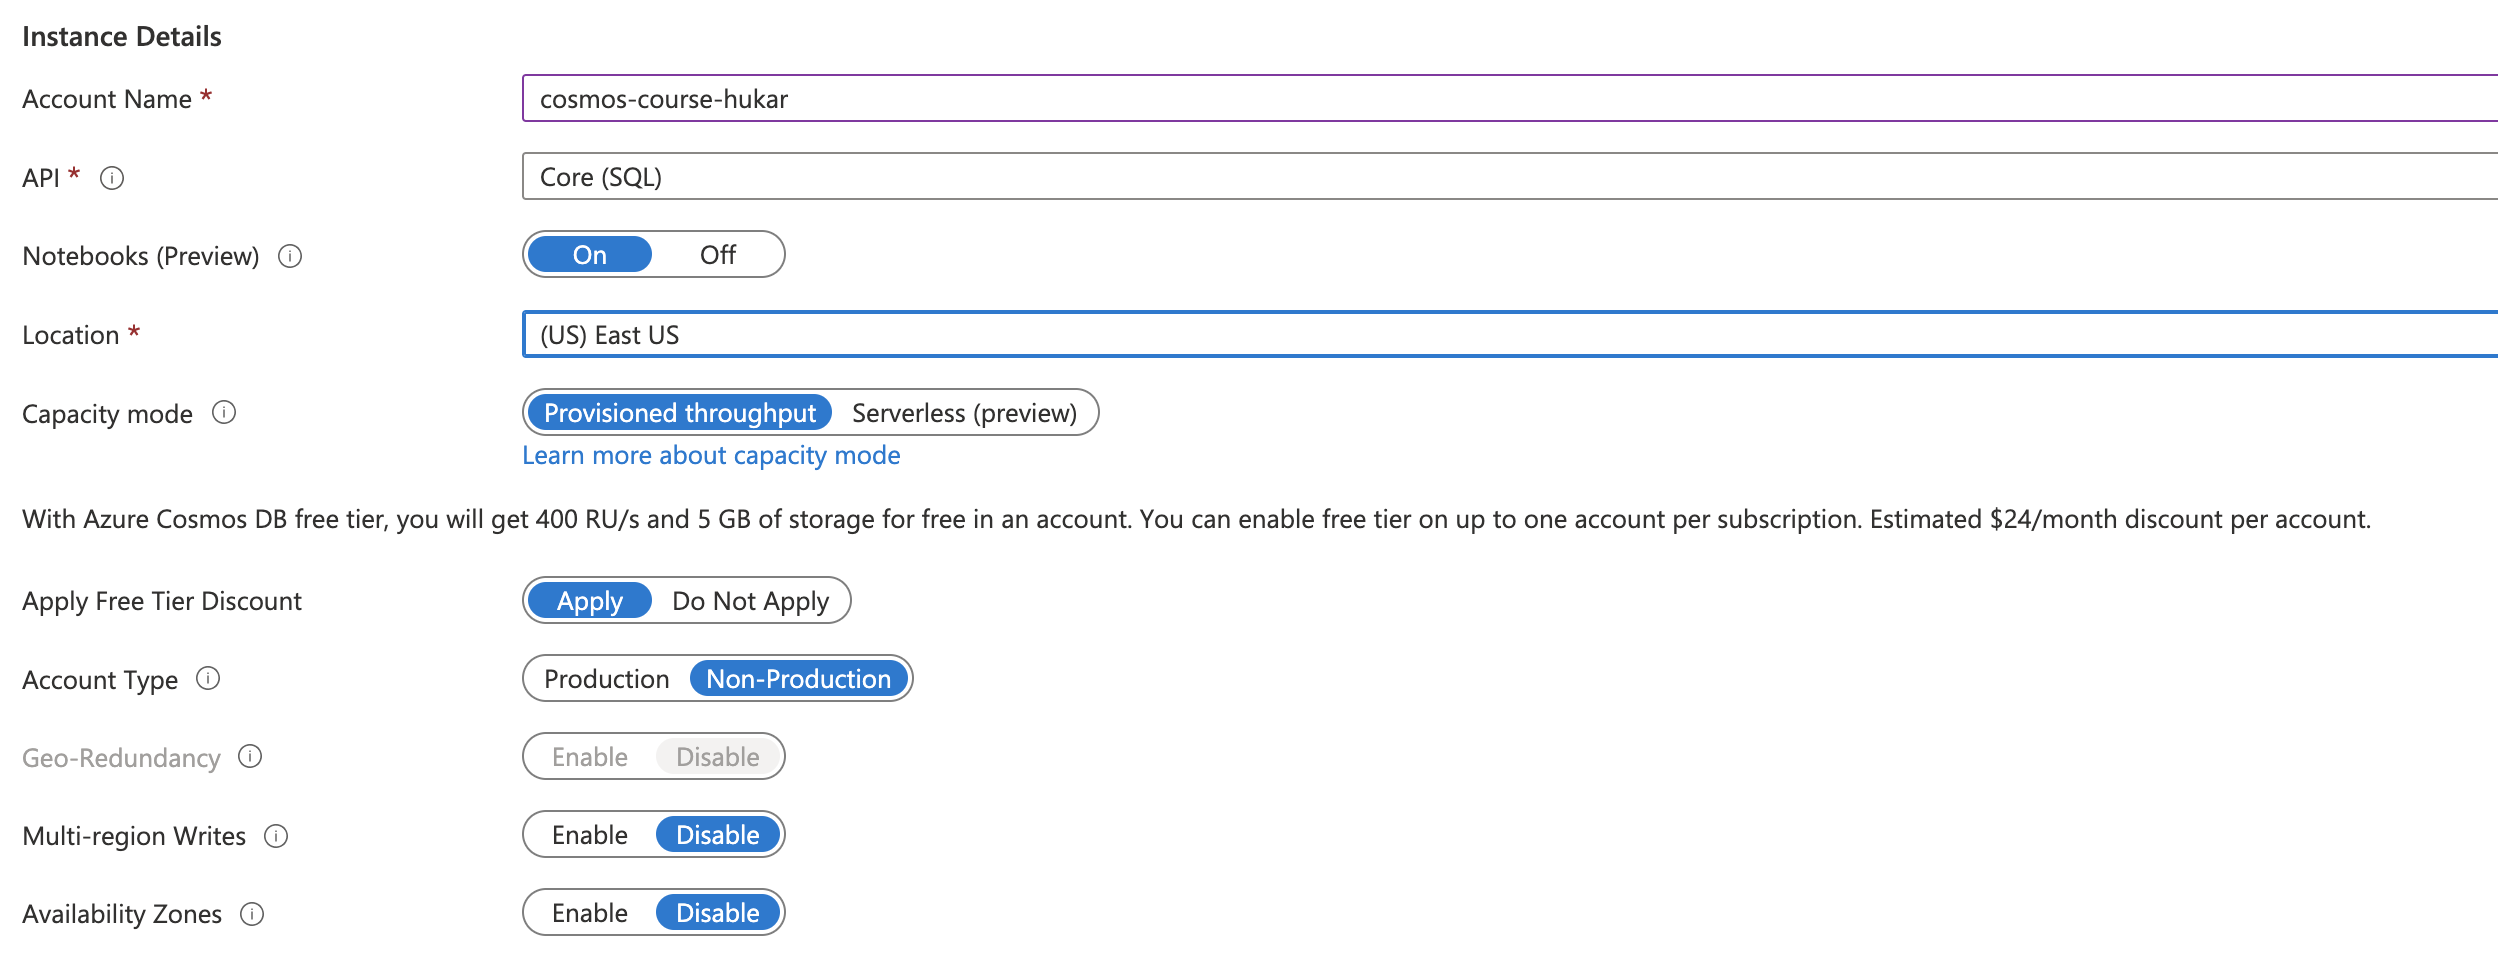 Instance Details
Account Name * cosmos-course-hukar
API * Core (SQL)
Notebooks (Preview) On Off
Location * (US) East US
Capacity mode Provisioned throughput Serverless (preview)
Learn more about capacity mode
With Azure Cosmos DB free tier, you will get 400 RU/s and 5 GB of storage for free in an account. You can enable free tier on up to one account per subscription. Estimated $24/month discount per account.
Apply Free Tier Discount Apply Do Not Apply
Account Type Production Non-Production
Geo-Redundancy Enable Disable
Multi-region Writes Enable Disable
Availability Zones Enable Disable